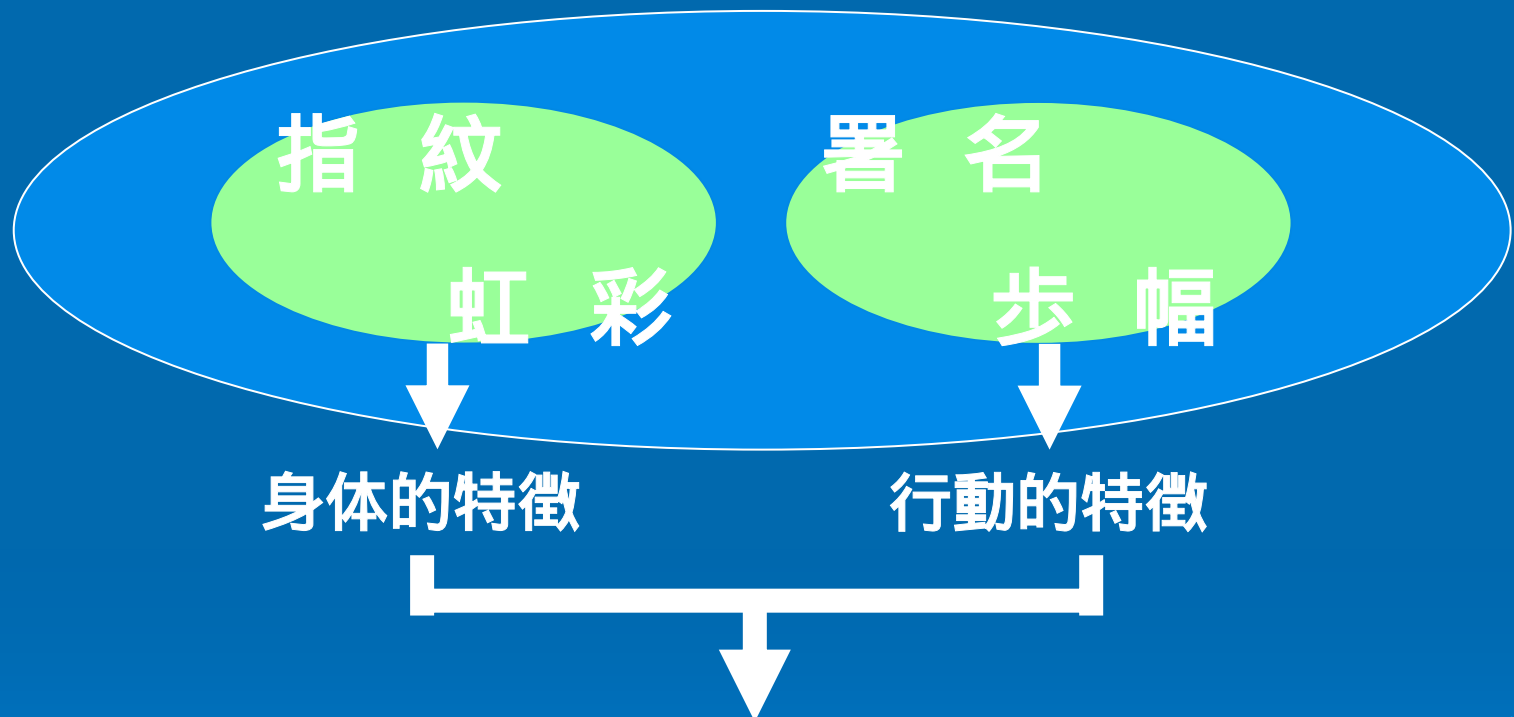 指 紋
署 名
虹 彩
歩 幅
身体的特徴
行動的特徴